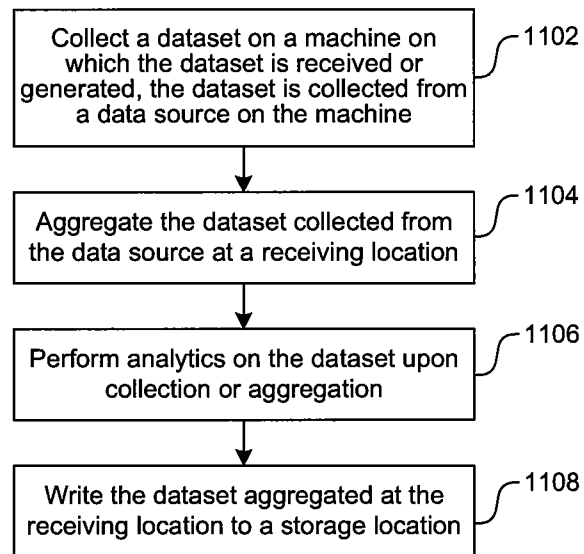 Collect a dataset on a machine on
which the dataset is received or
generated, the dataset is collected from
a data source on the machine
1102
Aggregate the dataset collected from
the data source at a receiving location
1104
Perform analytics on the dataset upon
collection or aggregation
1106
Write the dataset aggregated at the
receiving location to a storage location
1108